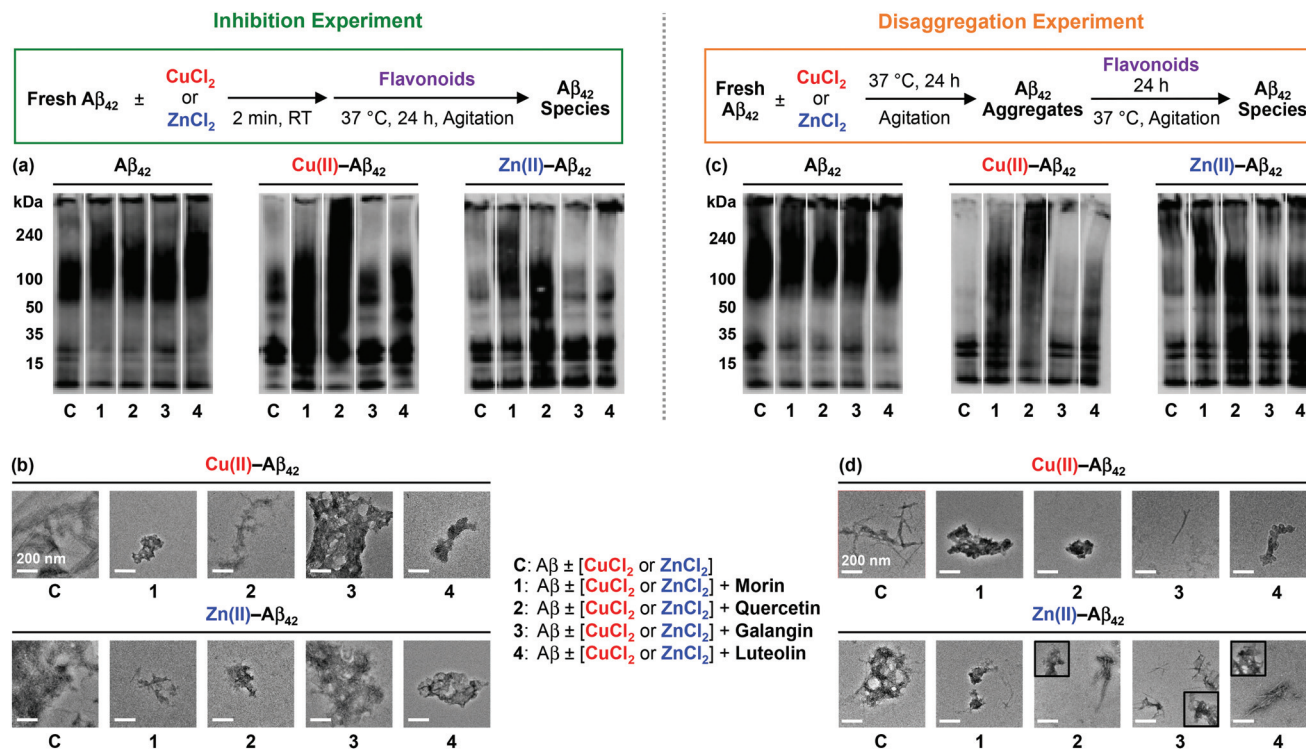 Inhibition Experiment
Fresh Aβ42 ± CuCl2 or ZnCl2
2 min, RT
Flavonoids
37 °C, 24 h, Agitation
Aβ42 Species
(a)
Aβ42
Cu(II)–Aβ42
Zn(II)–Aβ42
kDa
240
100
50
35
15
C 1 2 3 4
C 1 2 3 4
C 1 2 3 4
(b)
Cu(II)–Aβ42
200 nm
C 1 2 3 4
Zn(II)–Aβ42
C 1 2 3 4
C: Aβ ± [CuCl2 or ZnCl2]
1: Aβ ± [CuCl2 or ZnCl2] + Morin
2: Aβ ± [CuCl2 or ZnCl2] + Quercetin
3: Aβ ± [CuCl2 or ZnCl2] + Galangin
4: Aβ ± [CuCl2 or ZnCl2] + Luteolin
Disaggregation Experiment
Fresh Aβ42 ± CuCl2 or ZnCl2
37 °C, 24 h
Agitation
Aβ42 Aggregates
Flavonoids
24 h
37 °C, Agitation
Aβ42 Species
(c)
Aβ42
Cu(II)–Aβ42
Zn(II)–Aβ42
kDa
240
100
50
35
15
C 1 2 3 4
C 1 2 3 4
C 1 2 3 4
(d)
Cu(II)–Aβ42
200 nm
C 1 2 3 4
Zn(II)–Aβ42
C 1 2 3 4